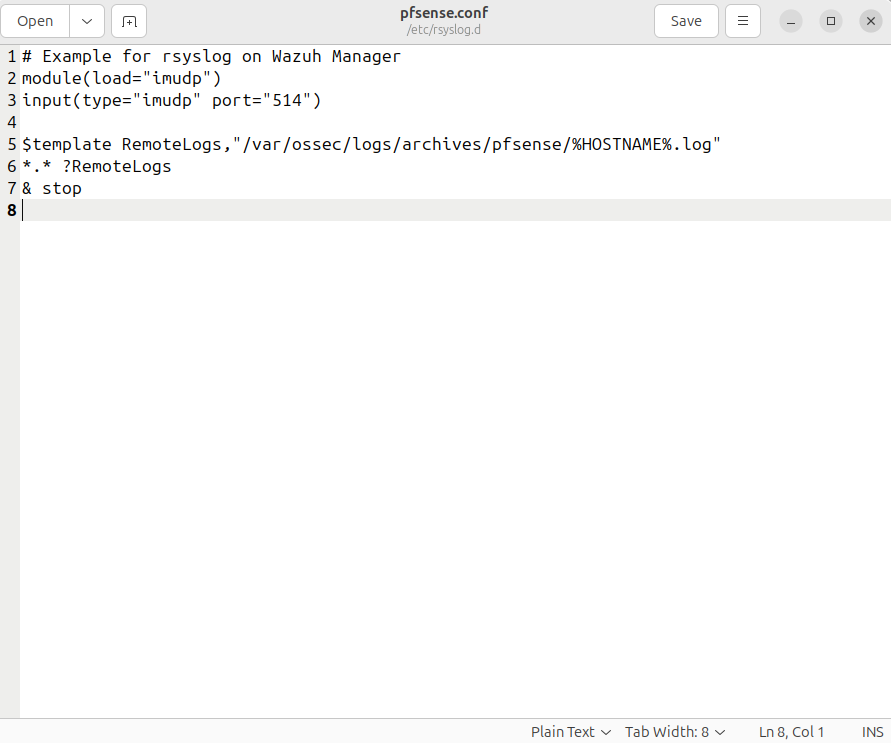 Open
Save
pfsense.conf
/etc/rsyslog.d
1 # Example for rsyslog on Wazuh Manager
2 module(load="imudp")
3 input(type="imudp" port="514")
4
5 $template RemoteLogs,"/var/ossec/logs/archives/pfsense/%HOSTNAME%.log"
6 *.* ?RemoteLogs
7 & stop
8
Plain Text Tab Width: 8 Ln 8, Col 1 INS